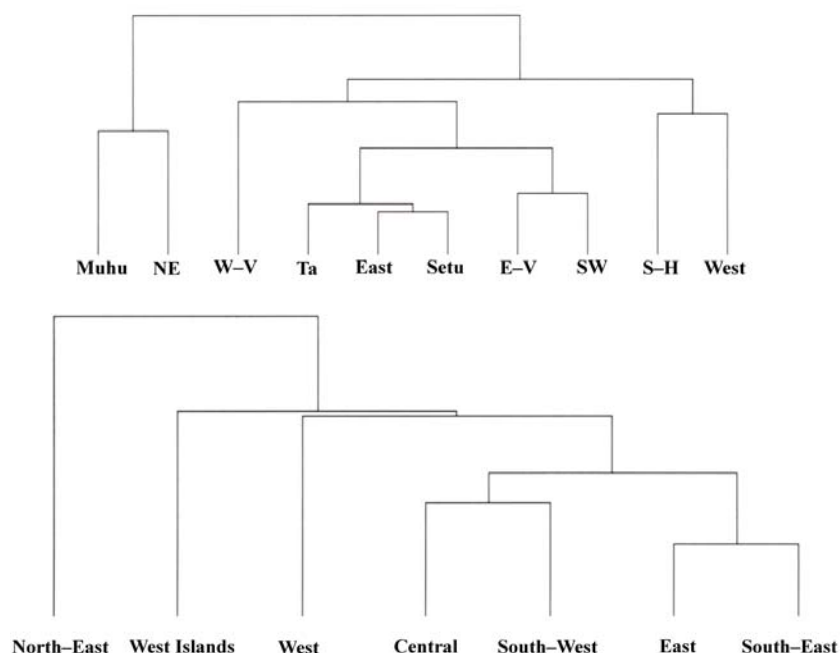 Muhu NE W–V Ta East Setu E–V SW S–H West
North–East West Islands West Central South–West East South–East